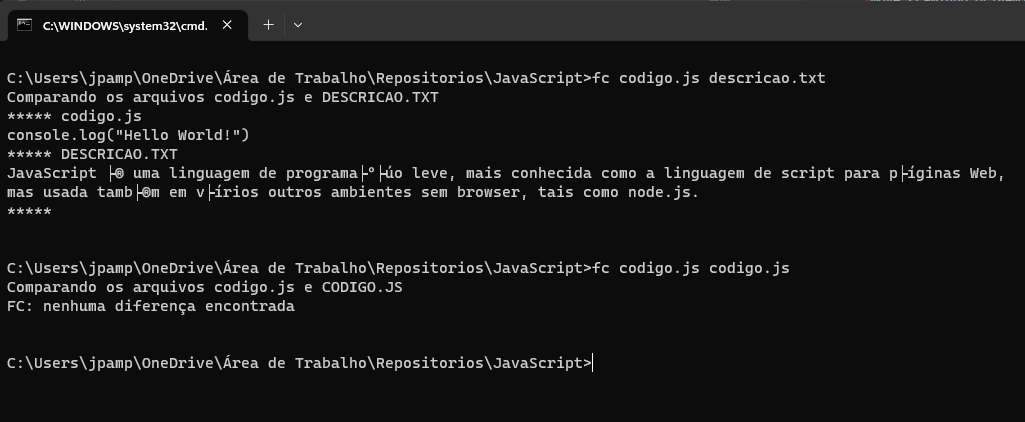 C:\WINDOWS\system32\cmd.
C:\Users\jpamp\OneDrive\Área de Trabalho\Repositorios\JavaScript>fc codigo.js descricao.txt
Comparando os arquivos codigo.js e DESCRICAO.TXT
***** codigo.js
console.log("Hello World!")
***** DESCRICAO.TXT
JavaScript ├® uma linguagem de programa├º├úo leve, mais conhecida como a linguagem de script para p├íginas Web,
mas usada tamb├®m em v├írios outros ambientes sem browser, tais como node.js.
*****
C:\Users\jpamp\OneDrive\Área de Trabalho\Repositorios\JavaScript>fc codigo.js codigo.js
Comparando os arquivos codigo.js e CODIGO.JS
FC: nenhuma diferença encontrada
C:\Users\jpamp\OneDrive\Área de Trabalho\Repositorios\JavaScript>